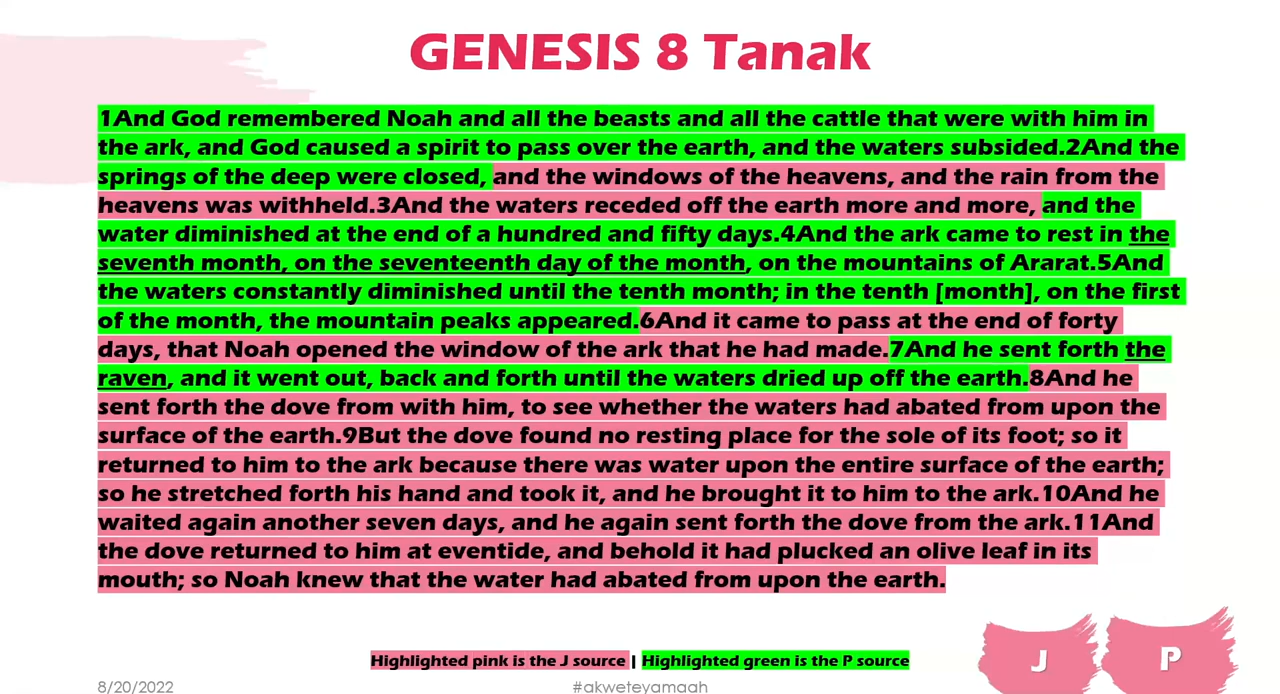 GENESIS 8 Tanak
1And God remembered Noah and all the beasts and all the cattle that were with him in
the ark, and God caused a spirit to pass over the earth, and the waters subsided.2And the
springs of the deep were closed, and the windows of the heavens, and the rain from the
heavens was withheld.3And the waters receded off the earth more and more, and the
water diminished at the end of a hundred and fifty days.4And the ark came to rest in the
seventh month, on the seventeenth day of the month, on the mountains of Ararat.5And
the waters constantly diminished until the tenth month; in the tenth [month], on the first
of the month, the mountain peaks appeared.6And it came to pass at the end of forty
days, that Noah opened the window of the ark that he had made.7And he sent forth the
raven, and it went out, back and forth until the waters dried up off the earth.8And he
sent forth the dove from with him, to see whether the waters had abated from upon the
surface of the earth.9But the dove found no resting place for the sole of its foot; so it
returned to him to the ark because there was water upon the entire surface of the earth;
so he stretched forth his hand and took it, and he brought it to him to the ark.10And he
waited again another seven days, and he again sent forth the dove from the ark.11And
the dove returned to him at eventide, and behold it had plucked an olive leaf in its
mouth; so Noah knew that the water had abated from upon the earth.
Highlighted pink is the J source | Highlighted green is the P source
J P
8/20/2022 #akweteyamaah